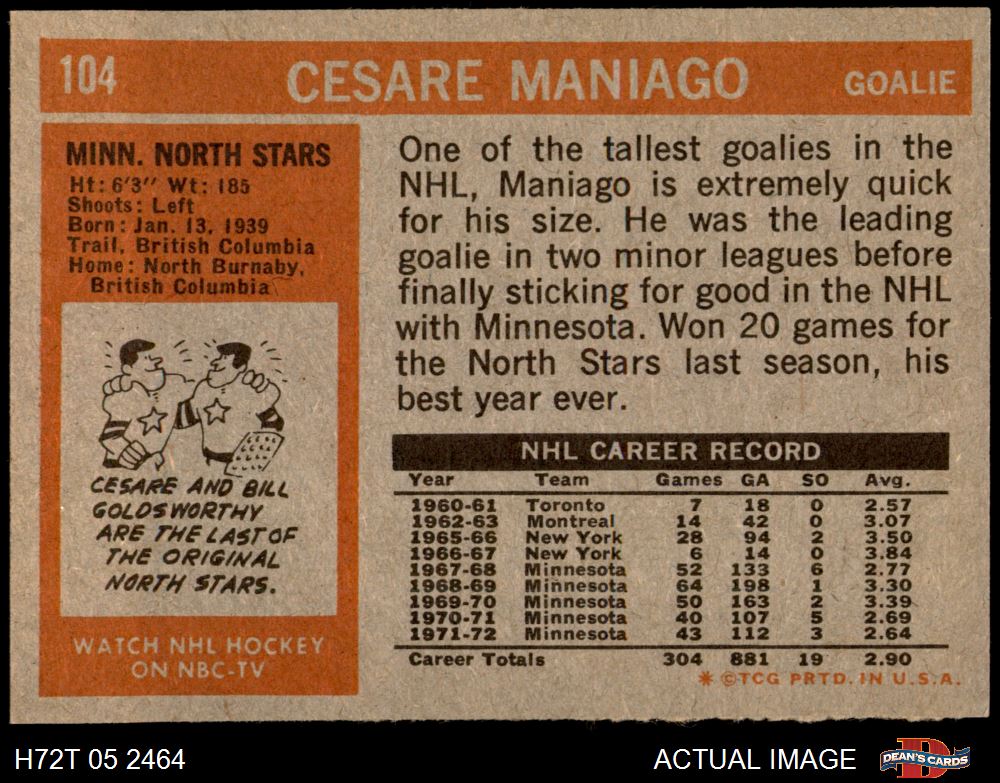 104 CESARE MANIAGO GOALIE
MINN. NORTH STARS
Ht: 6'3" Wt: 185
Shoots: Left
Born: Jan. 13, 1939
Trail, British Columbia
Home: North Burnaby,
British Columbia
CESARE AND BILL
GOLDSWORTHY
ARE THE LAST OF
THE ORIGINAL
NORTH STARS.
WATCH NHL HOCKEY
ON NBC-TV
One of the tallest goalies in the
NHL, Maniago is extremely quick
for his size. He was the leading
goalie in two minor leagues before
finally sticking for good in the NHL
with Minnesota. Won 20 games for
the North Stars last season, his
best year ever.
NHL CAREER RECORD
Year Team Games GA SO Avg.
1960-61 Toronto 7 18 0 2.57
1962-63 Montreal 14 42 0 3.07
1965-66 New York 28 94 2 3.50
1966-67 New York 6 14 0 3.84
1967-68 Minnesota 52 133 6 2.77
1968-69 Minnesota 64 198 1 3.30
1969-70 Minnesota 50 163 2 3.39
1970-71 Minnesota 40 107 5 2.69
1971-72 Minnesota 43 112 3 2.64
Career Totals 304 881 19 2.90
* ©TCG PRTD. IN U.S.A.
H72T 05 2464 ACTUAL IMAGE DEAN'S CARDS